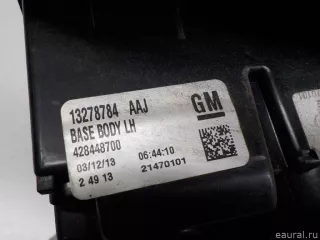 13278784 AAJ
GM
BASE BODY LH
428448700
03/12/13 06:44:10
2 49 13 21470101
eaural.ru